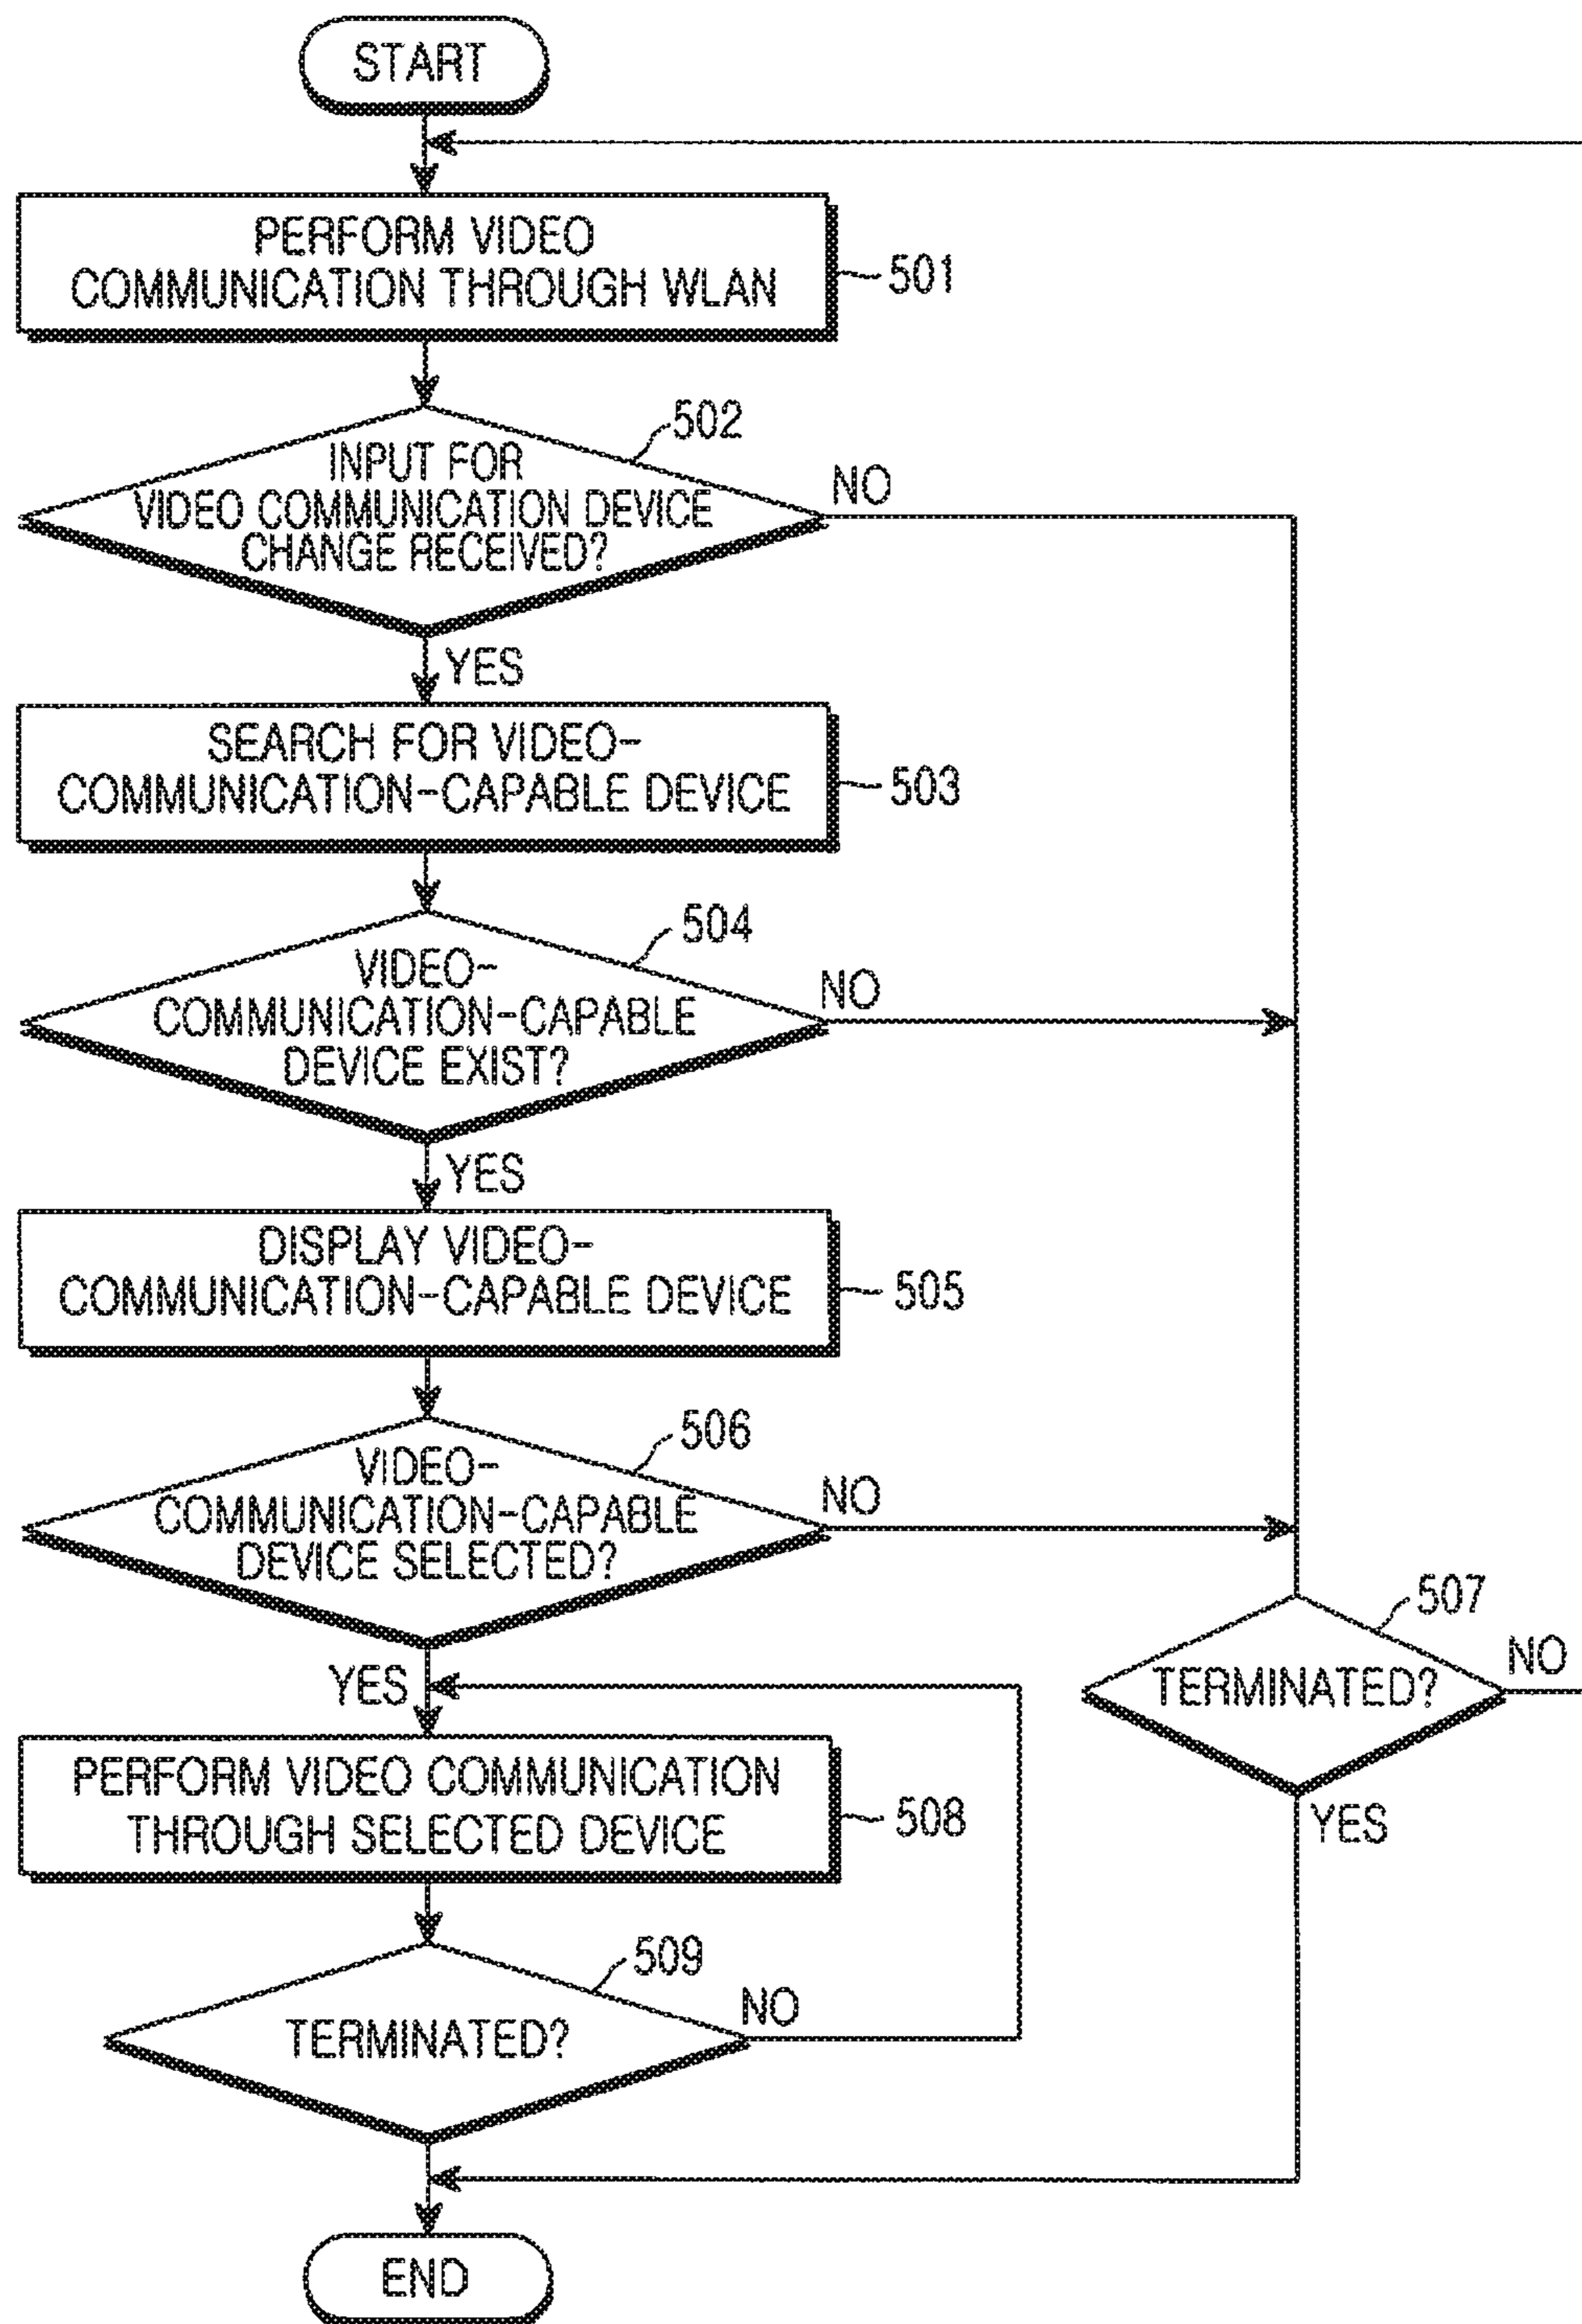 START
PERFORM VIDEO
COMMUNICATION THROUGH WLAN
501
502
INPUT FOR
VIDEO COMMUNICATION DEVICE
CHANGE RECEIVED?
NO
YES
SEARCH FOR VIDEO-
COMMUNICATION-CAPABLE DEVICE
503
504
VIDEO-
COMMUNICATION-CAPABLE
DEVICE EXIST?
NO
YES
DISPLAY VIDEO-
COMMUNICATION-CAPABLE DEVICE
505
506
VIDEO-
COMMUNICATION-CAPABLE
DEVICE SELECTED?
NO
507
TERMINATED?
NO
YES
YES
PERFORM VIDEO COMMUNICATION
THROUGH SELECTED DEVICE
508
509
TERMINATED?
NO
END